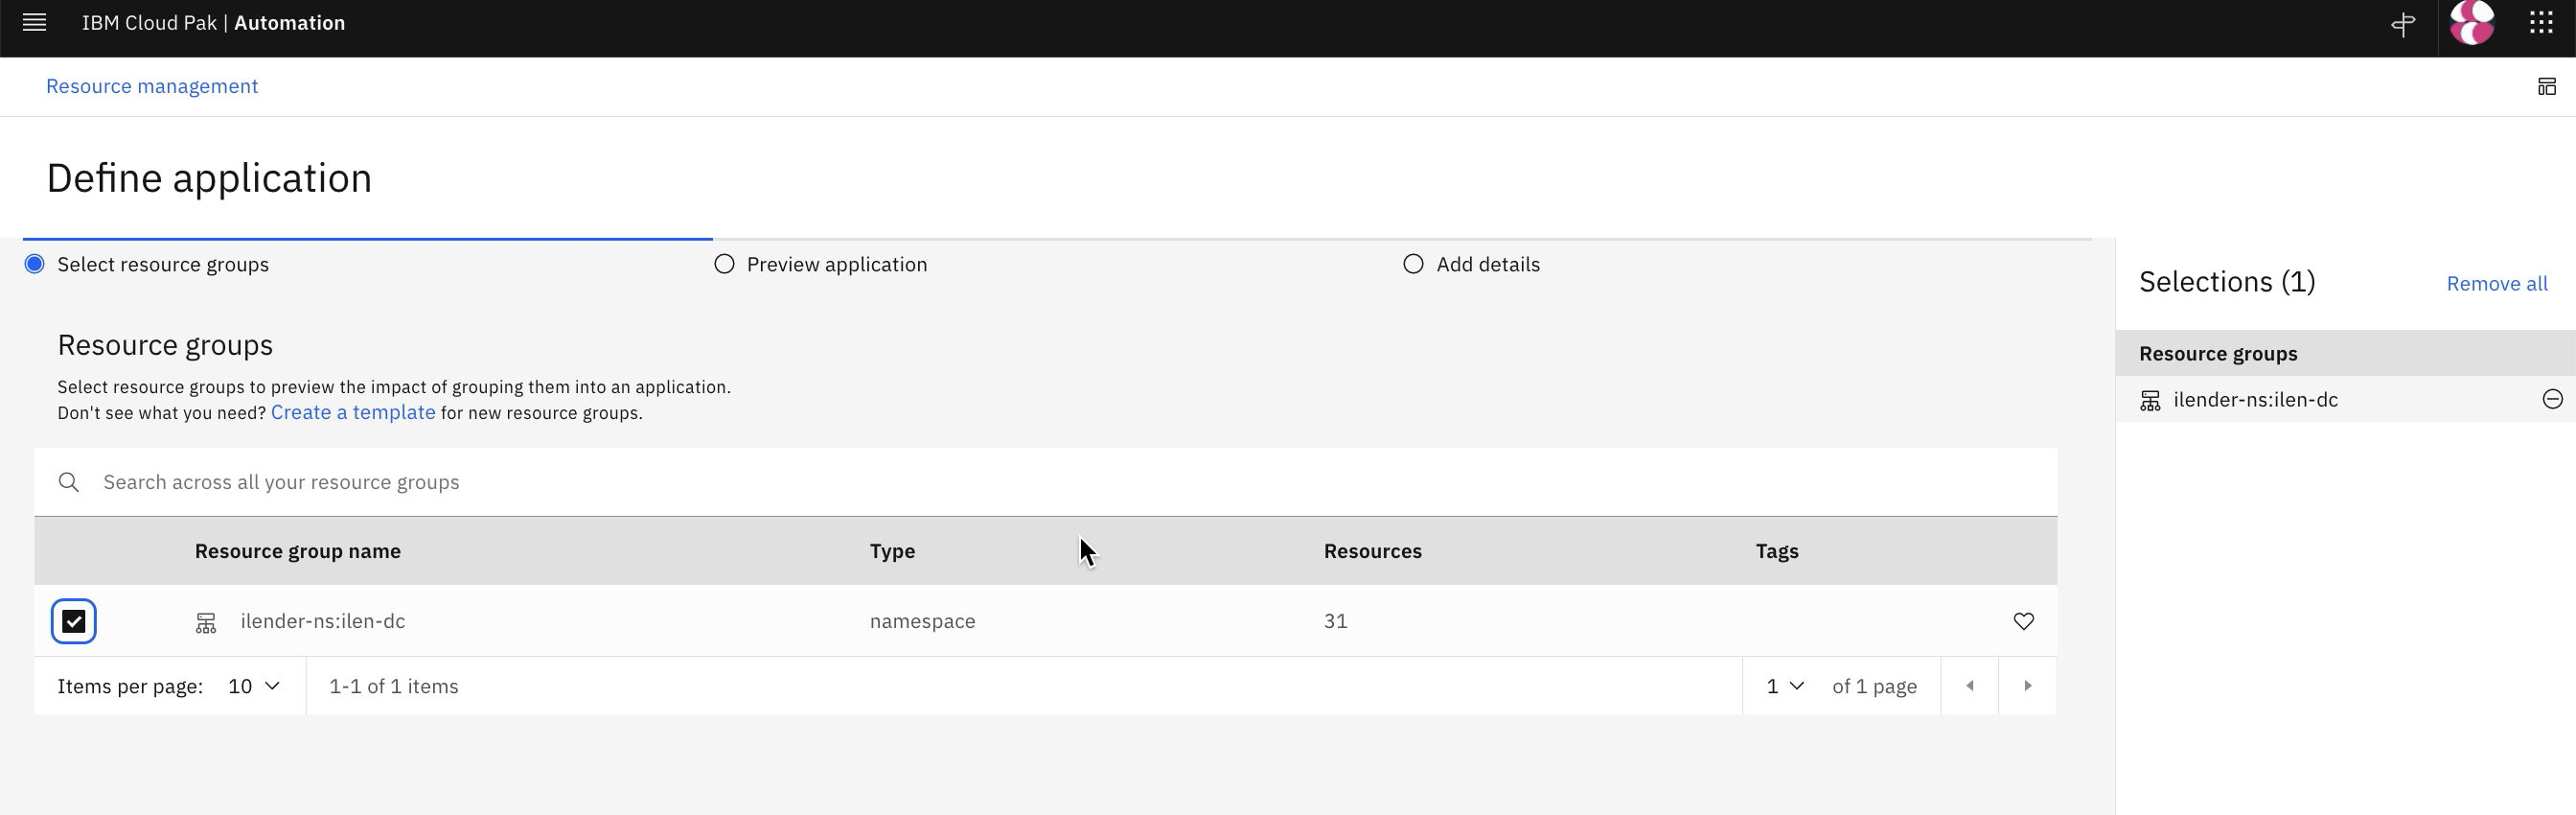 IBM Cloud Pak | Automation
Resource management
Define application
Select resource groups
Preview application
Add details
Selections (1)
Remove all
Resource groups
ilender-ns:ilen-dc
Resource groups
Select resource groups to preview the impact of grouping them into an application.
Don't see what you need? Create a template for new resource groups.
Search across all your resource groups
Resource group name Type Resources Tags
ilender-ns:ilen-dc namespace 31
Items per page: 10 1-1 of 1 items 1 of 1 page